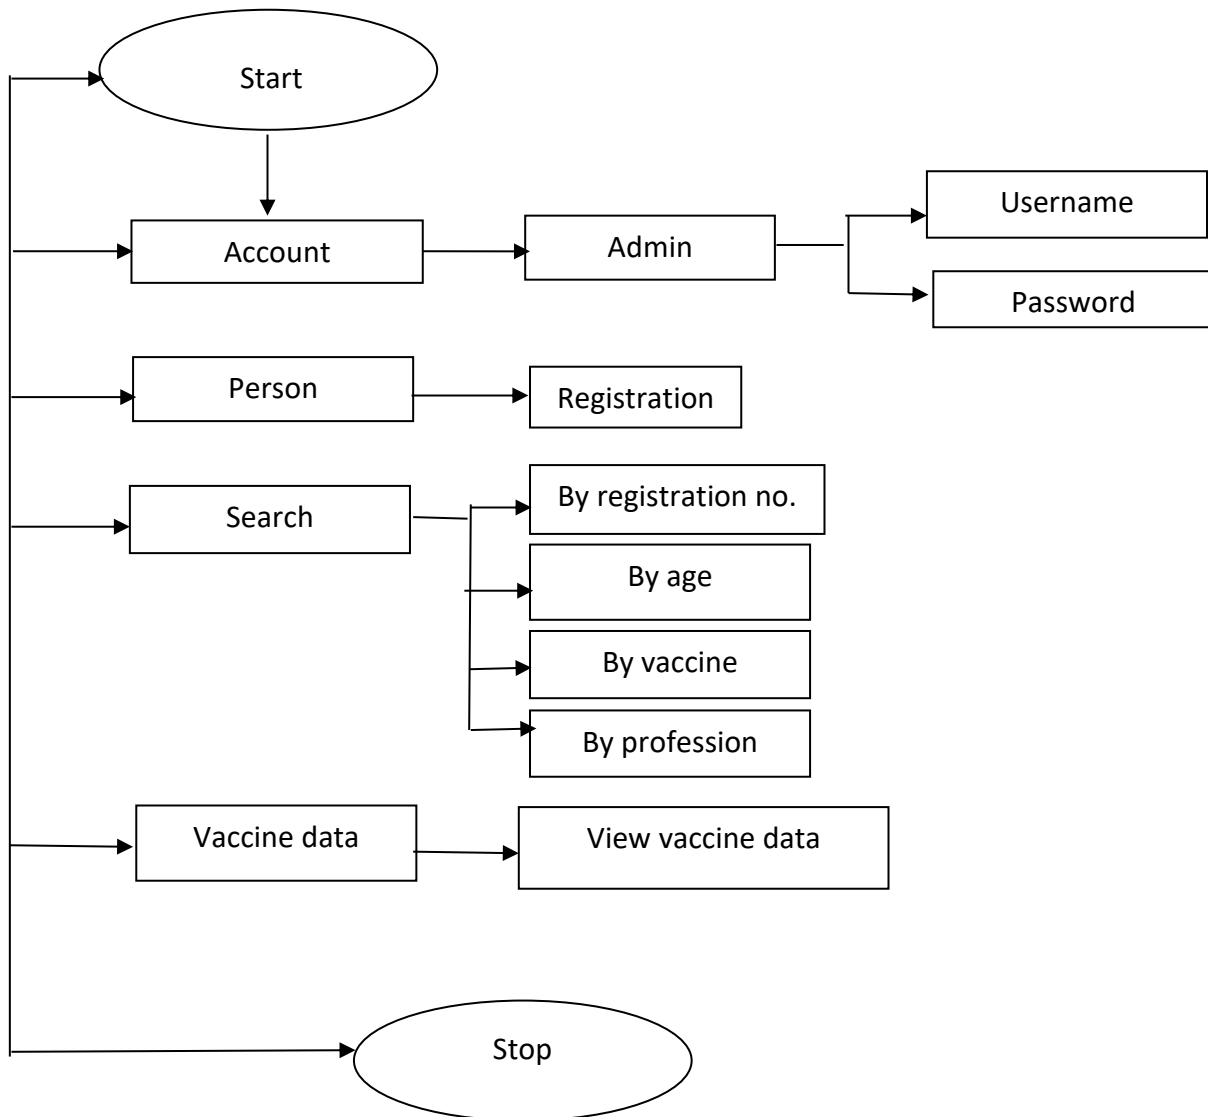 Start
Username
Account
Admin
Password
Person
Registration
Search
By registration no.
By age
By vaccine
By profession
Vaccine data
View vaccine data
Stop